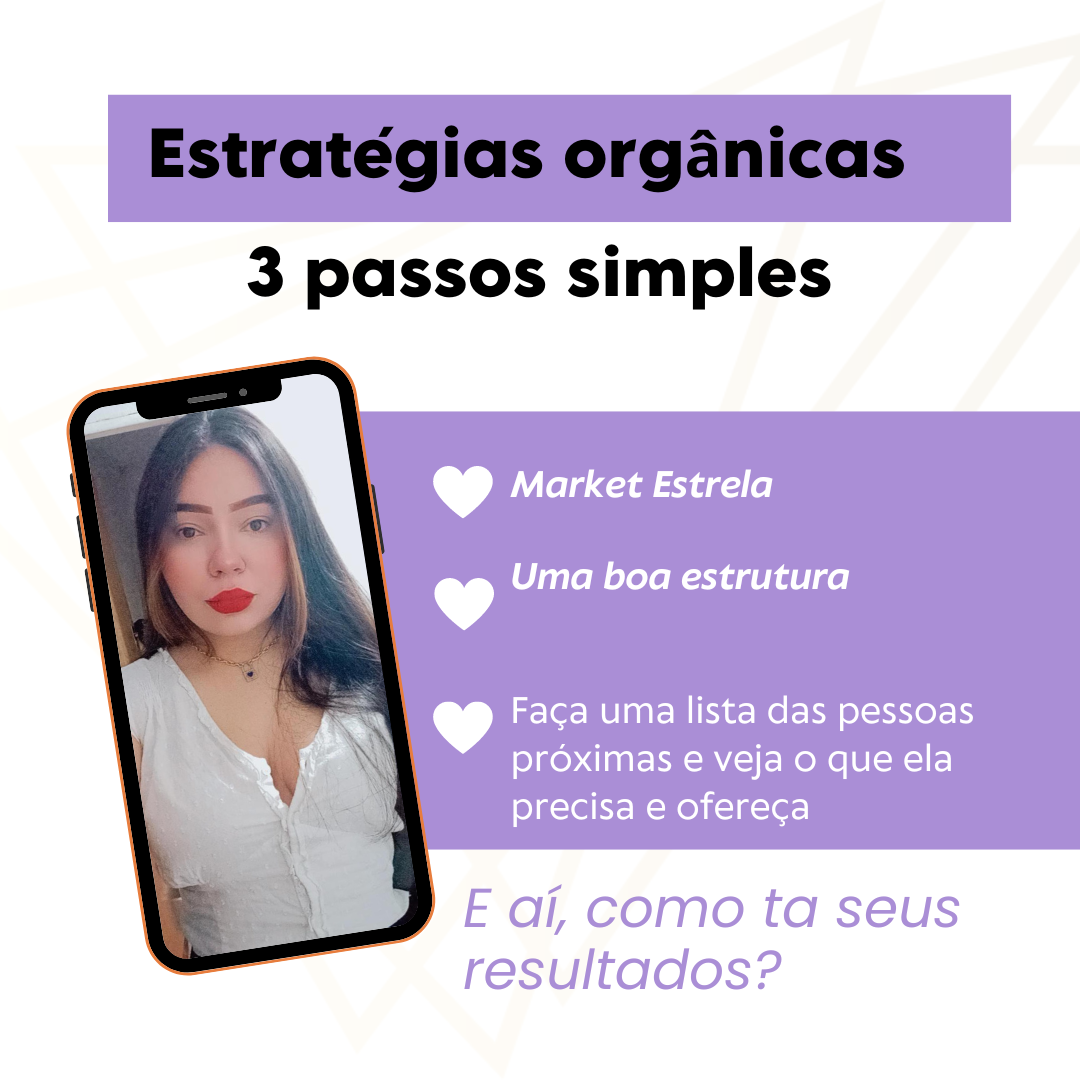 Estratégias orgânicas
3 passos simples
Market Estrela
Uma boa estrutura
Faça uma lista das pessoas
próximas e veja o que ela
precisa e ofereça
E aí, como ta seus
resultados?